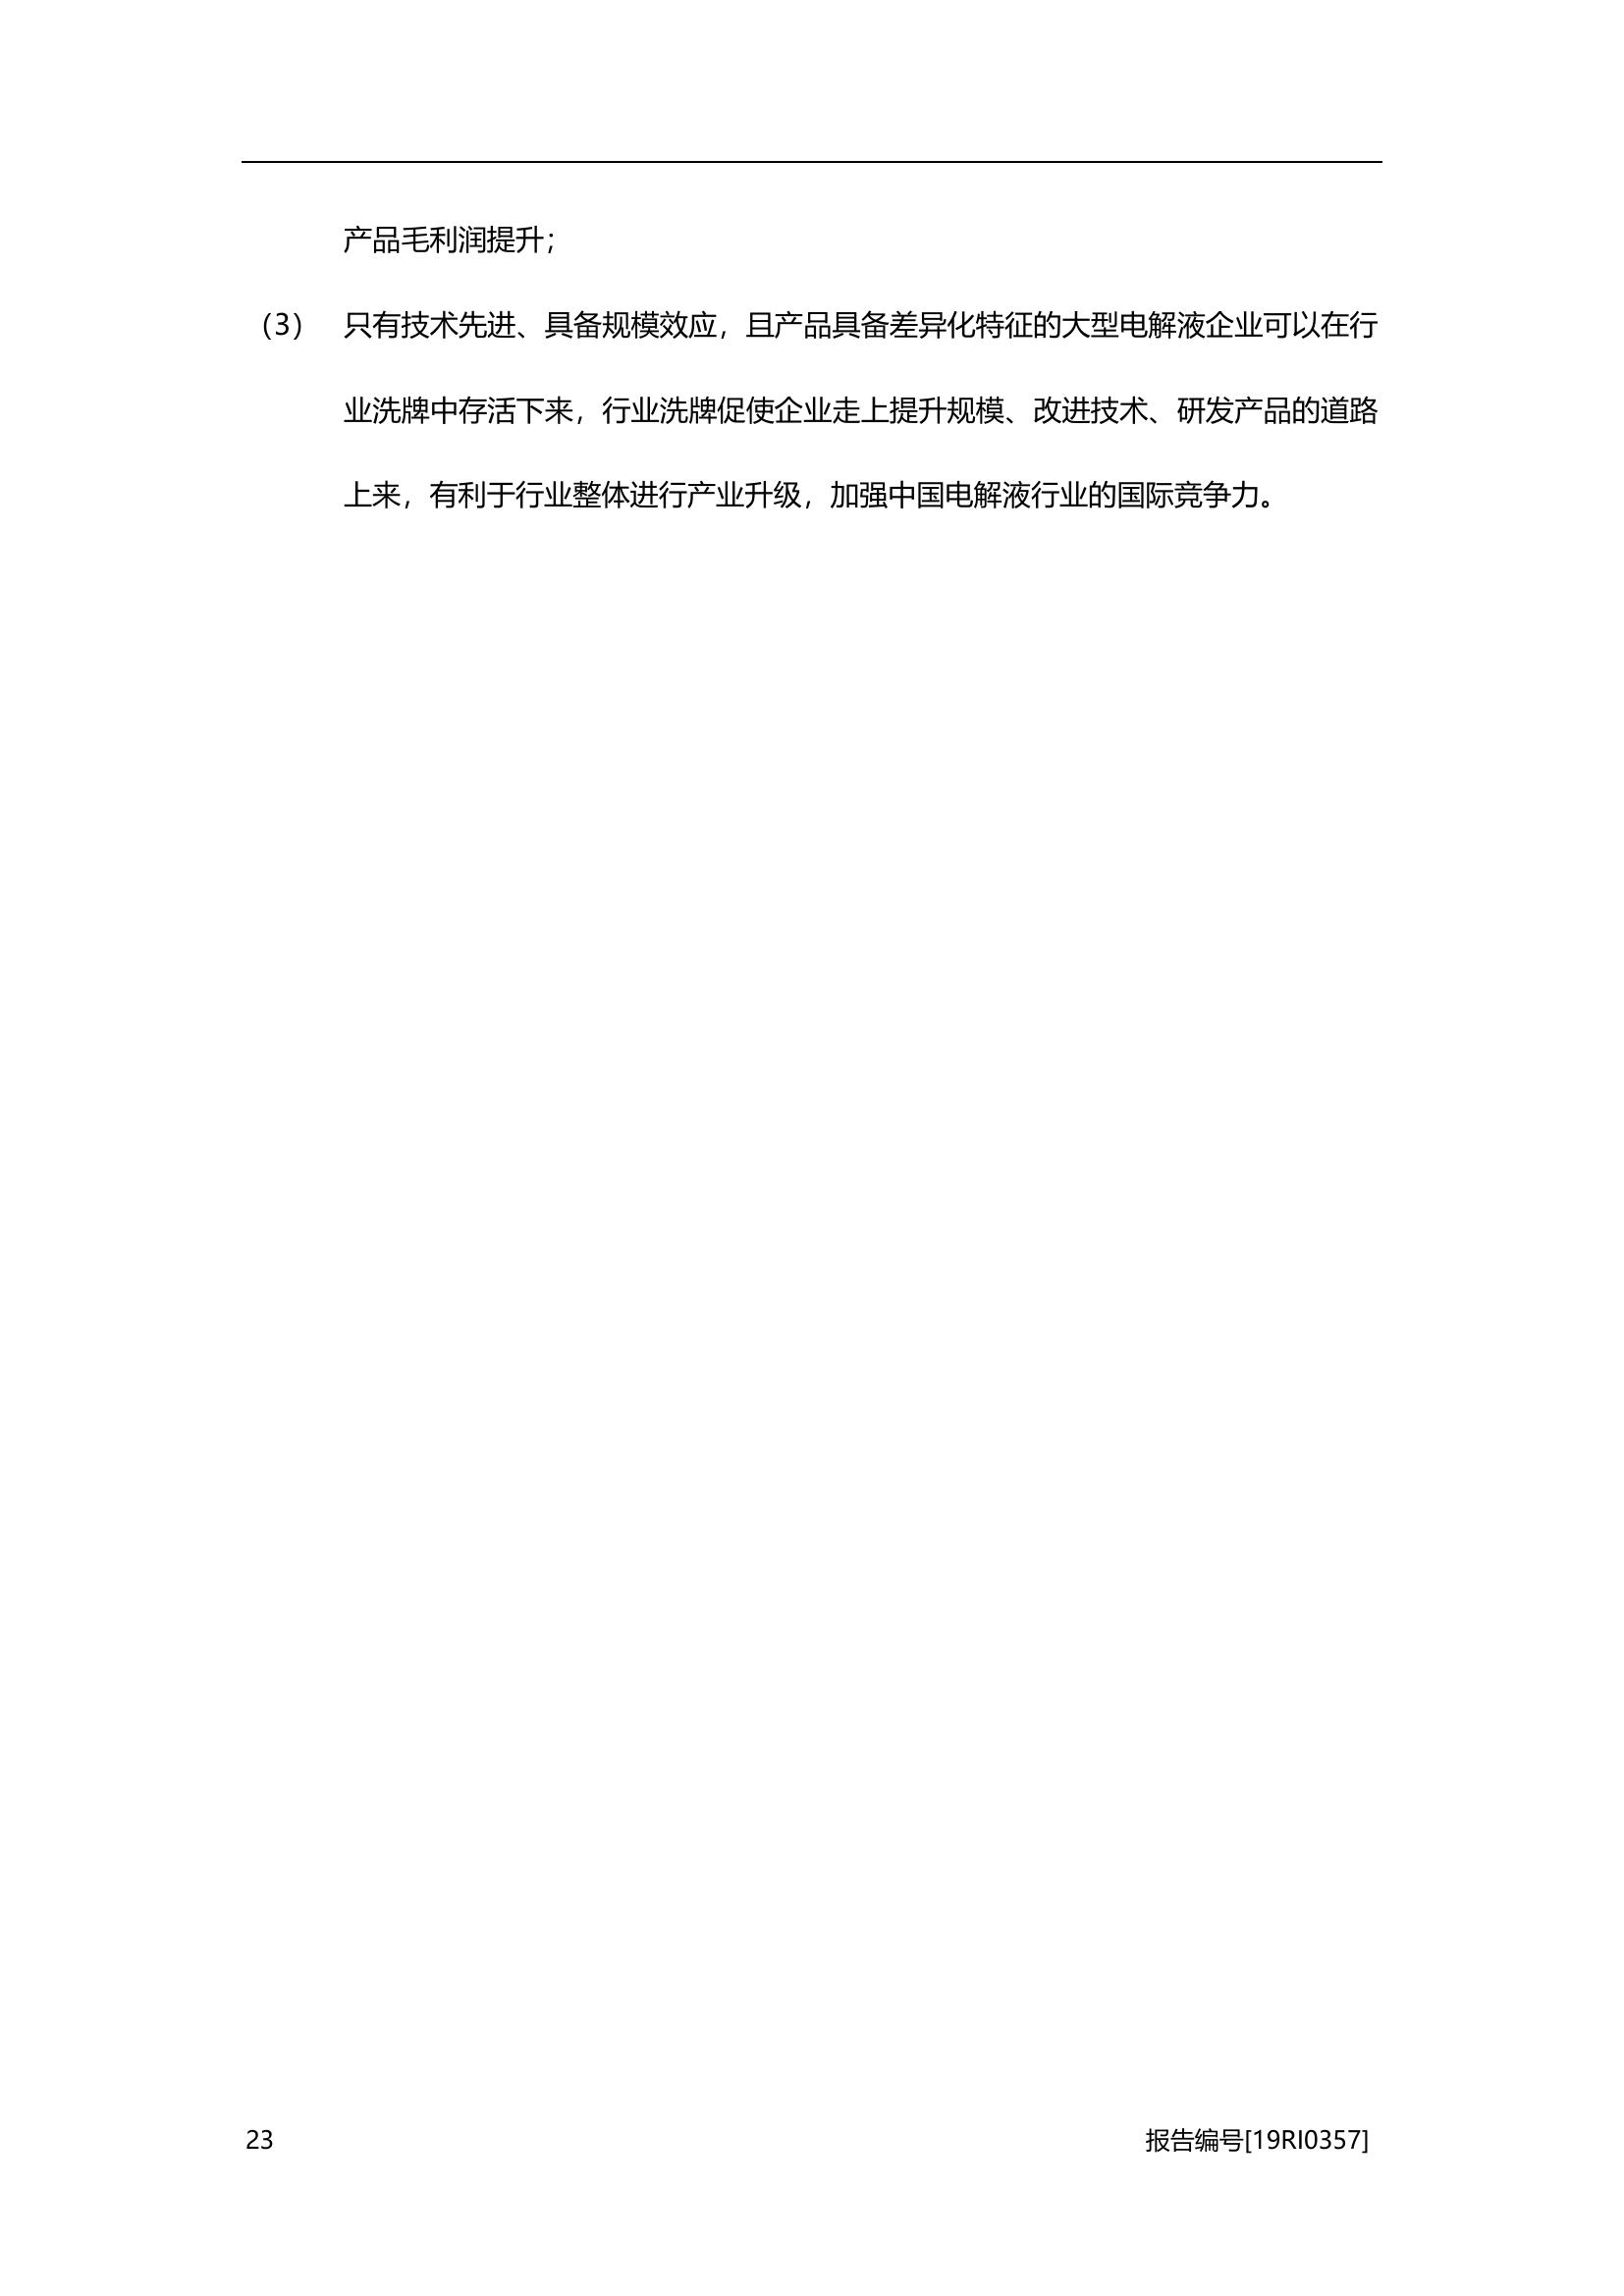 产品毛利润提升；
（3） 只有技术先进、具备规模效应，且产品具备差异化特征的大型电解液企业可以在行
业洗牌中存活下来，行业洗牌促使企业走上提升规模、改进技术、研发产品的道路
上来，有利于行业整体进行产业升级，加强中国电解液行业的国际竞争力。
23 报告编号[19RI0357]